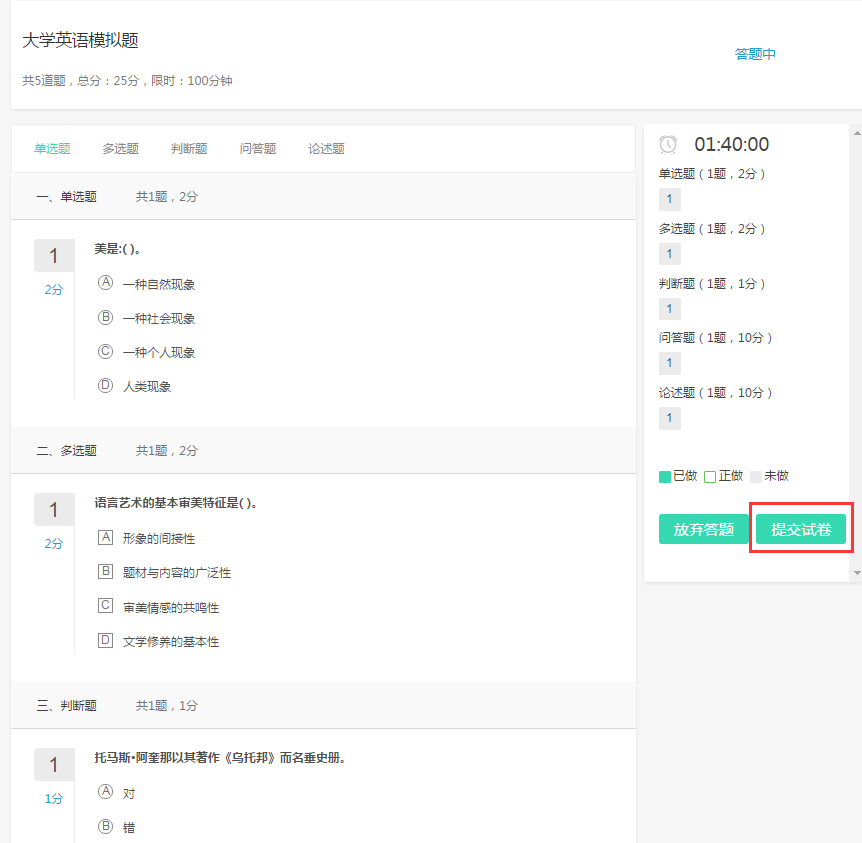 大学英语模拟题
答题中
共5道题，总分：25分，限时：100分钟
单选题 多选题 判断题 问答题 论述题
一、单选题 共1题，2分
1
2分
美是:( )。
A 一种自然现象
B 一种社会现象
C 一种个人现象
D 人类现象
二、多选题 共1题，2分
1
2分
语言艺术的基本审美特征是( )。
A 形象的间接性
B 题材与内容的广泛性
C 审美情感的共鸣性
D 文学修养的基本性
三、判断题 共1题，1分
1
1分
托马斯•阿奎那以其著作《乌托邦》而名垂史册。
A 对
B 错
01:40:00
单选题（1题，2分）
1
多选题（1题，2分）
1
判断题（1题，1分）
1
问答题（1题，10分）
1
论述题（1题，10分）
1
已做 正做 未做
放弃答题 提交试卷